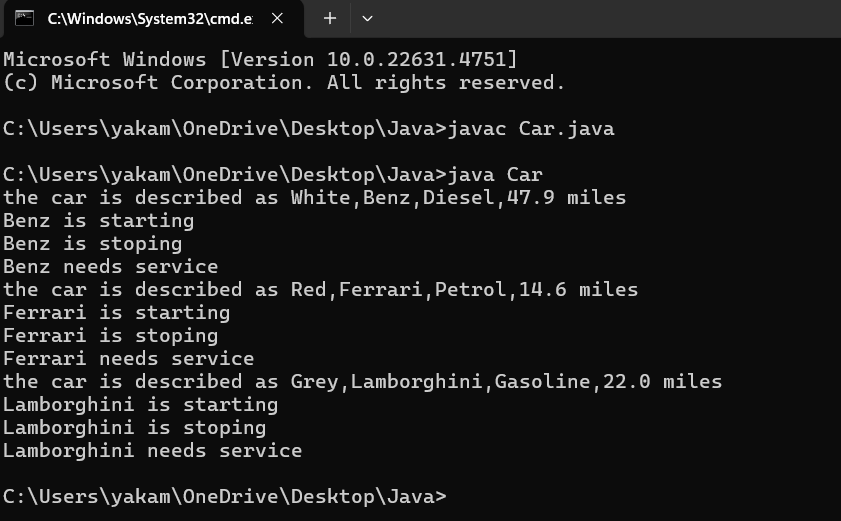 C:\Windows\System32\cmd.e
Microsoft Windows [Version 10.0.22631.4751]
(c) Microsoft Corporation. All rights reserved.
C:\Users\yakam\OneDrive\Desktop\Java>javac Car.java
C:\Users\yakam\OneDrive\Desktop\Java>java Car
the car is described as White,Benz,Diesel,47.9 miles
Benz is starting
Benz is stoping
Benz needs service
the car is described as Red,Ferrari,Petrol,14.6 miles
Ferrari is starting
Ferrari is stoping
Ferrari needs service
the car is described as Grey,Lamborghini,Gasoline,22.0 miles
Lamborghini is starting
Lamborghini is stoping
Lamborghini needs service
C:\Users\yakam\OneDrive\Desktop\Java>